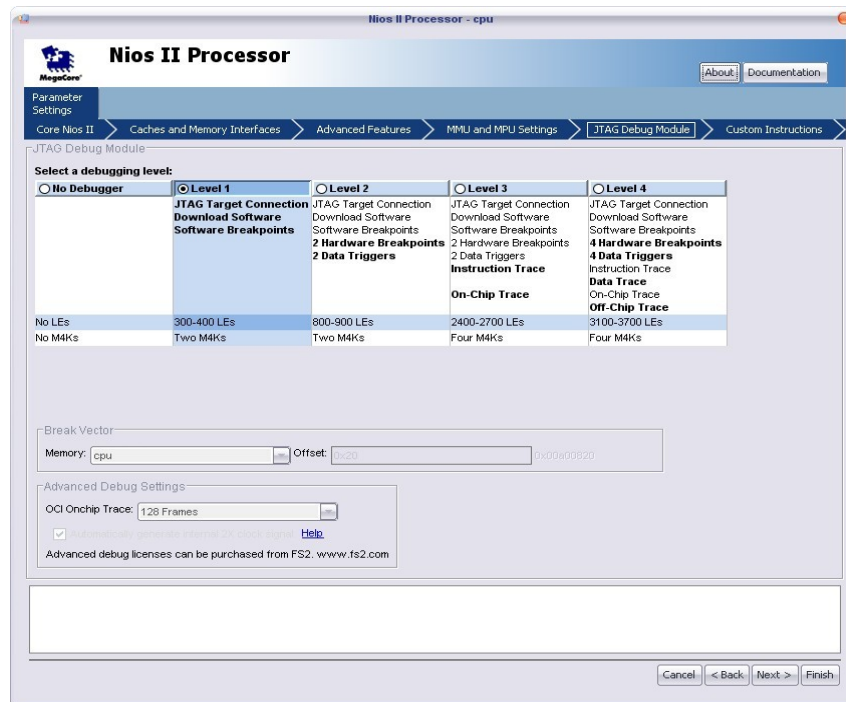 Nios II Processor - cpu
MegaCore'
Nios II Processor
About
Documentation
Parameter
Settings
Core Nios II
Caches and Memory Interfaces
Advanced Features
MMU and MPU Settings
JTAG Debug Module
Custom Instructions
JTAG Debug Module
Select a debugging level:
No Debugger
Level 1
Level 2
Level 3
Level 4
JTAG Target Connection
Download Software
Software Breakpoints
JTAG Target Connection
Download Software
Software Breakpoints
2 Hardware Breakpoints
2 Data Triggers
JTAG Target Connection
Download Software
Software Breakpoints
2 Hardware Breakpoints
2 Data Triggers
Instruction Trace
On-Chip Trace
JTAG Target Connection
Download Software
Software Breakpoints
4 Hardware Breakpoints
4 Data Triggers
Instruction Trace
Data Trace
On-Chip Trace
Off-Chip Trace
No LEs
300-400 LEs
800-900 LEs
2400-2700 LEs
3100-3700 LEs
No M4Ks
Two M4Ks
Two M4Ks
Four M4Ks
Four M4Ks
Break Vector
Memory: cpu
Offset: 0x20
0x00a00820
Advanced Debug Settings
OCI Onchip Trace: 128 Frames
Automatically generate internal 2X clock signal
Help
Advanced debug licenses can be purchased from FS2. www.fs2.com
Cancel
< Back
Next >
Finish